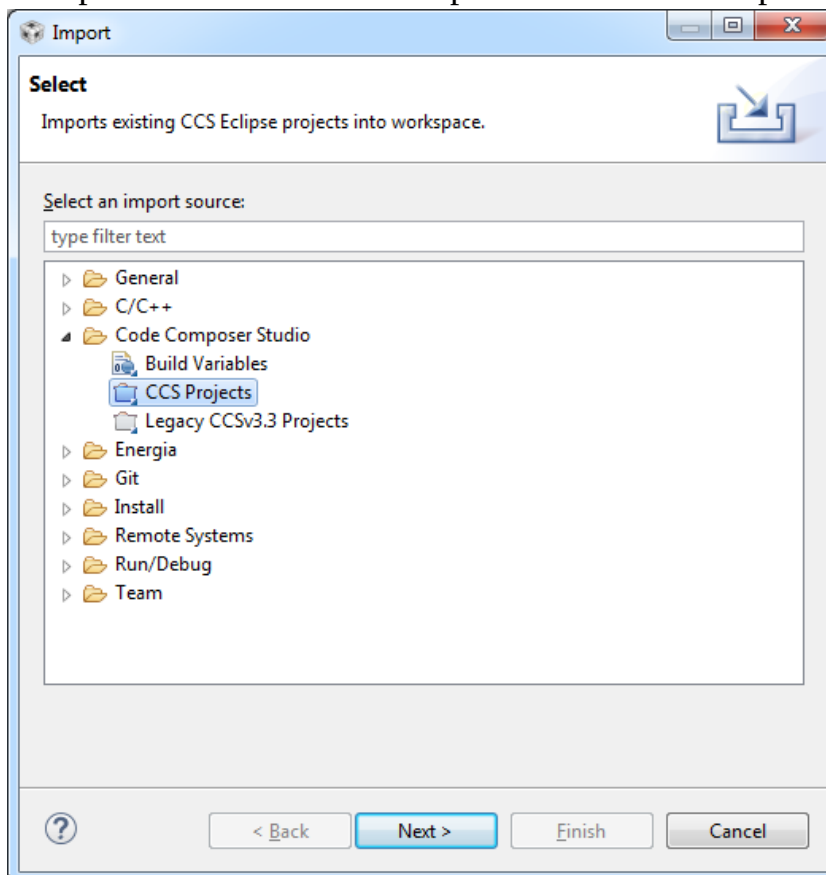 Import
Select
Imports existing CCS Eclipse projects into workspace.
Select an import source:
type filter text
General
C/C++
Code Composer Studio
Build Variables
CCS Projects
Legacy CCSv3.3 Projects
Energia
Git
Install
Remote Systems
Run/Debug
Team
< Back Next > Finish Cancel